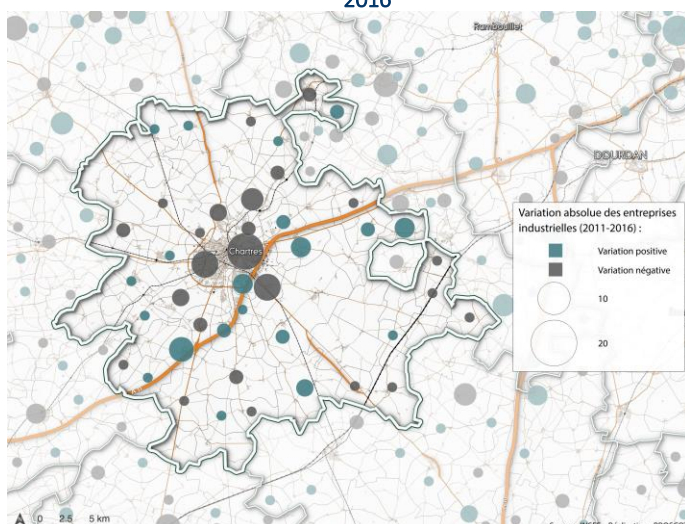 2016
Rambouillet
DOURDAN
Chartres
Variation absolue des entreprises
industrielles (2011-2016) :
Variation positive
Variation négative
10
20
0 2.5 5 km